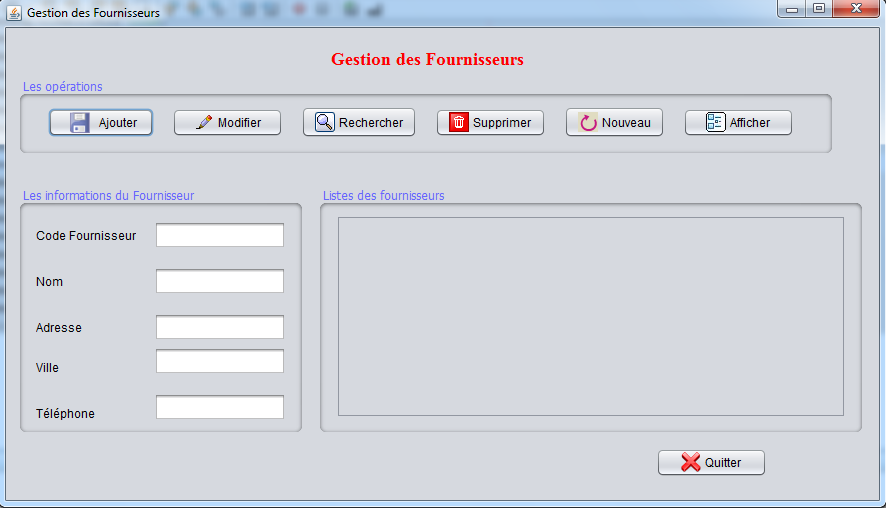 Gestion des Fournisseurs
Gestion des Fournisseurs
Les opérations
Ajouter Modifier Rechercher Supprimer Nouveau Afficher
Les informations du Fournisseur
Listes des fournisseurs
Code Fournisseur
Nom
Adresse
Ville
Téléphone
Quitter